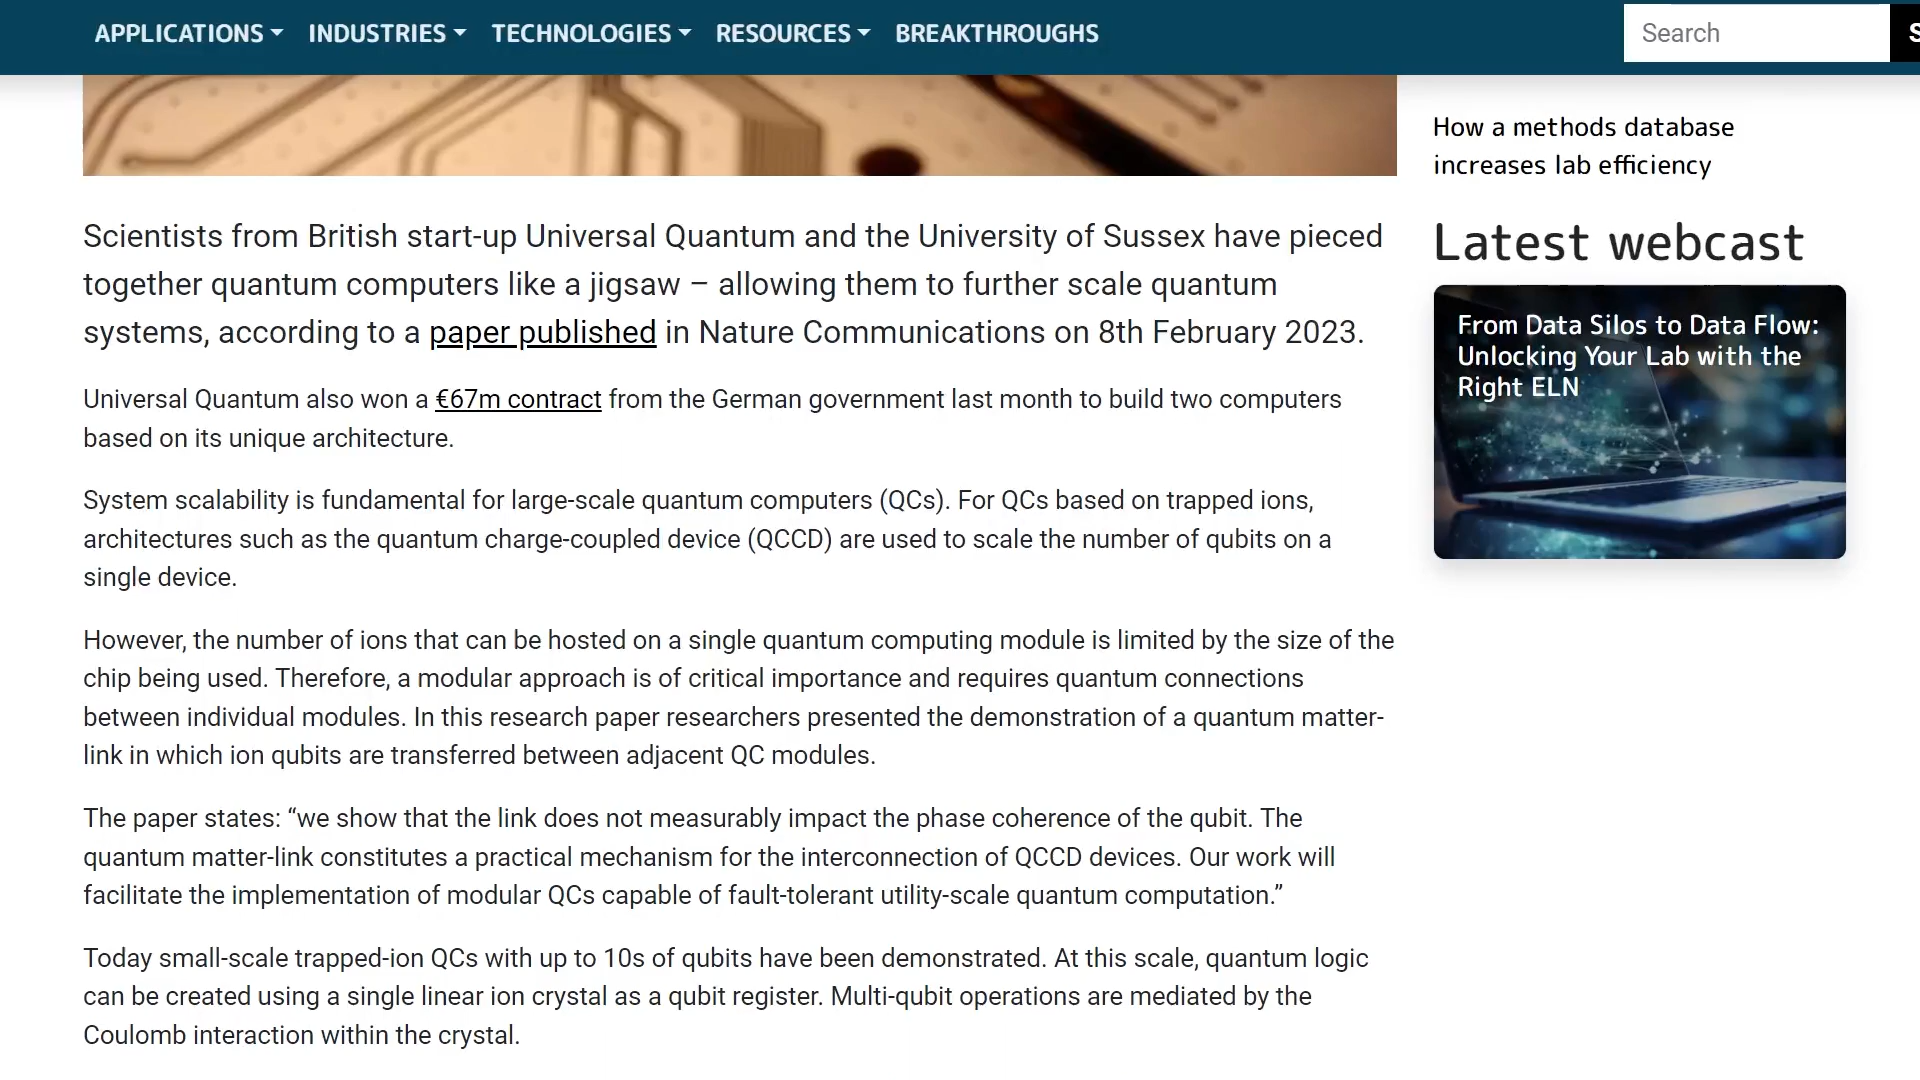 APPLICATIONS INDUSTRIES TECHNOLOGIES RESOURCES BREAKTHROUGHS
Search
Scientists from British start-up Universal Quantum and the University of Sussex have pieced
together quantum computers like a jigsaw – allowing them to further scale quantum
systems, according to a paper published in Nature Communications on 8th February 2023.
Universal Quantum also won a €67m contract from the German government last month to build two computers
based on its unique architecture.
System scalability is fundamental for large-scale quantum computers (QCs). For QCs based on trapped ions,
architectures such as the quantum charge-coupled device (QCCD) are used to scale the number of qubits on a
single device.
However, the number of ions that can be hosted on a single quantum computing module is limited by the size of the
chip being used. Therefore, a modular approach is of critical importance and requires quantum connections
between individual modules. In this research paper researchers presented the demonstration of a quantum matter-
link in which ion qubits are transferred between adjacent QC modules.
The paper states: “we show that the link does not measurably impact the phase coherence of the qubit. The
quantum matter-link constitutes a practical mechanism for the interconnection of QCCD devices. Our work will
facilitate the implementation of modular QCs capable of fault-tolerant utility-scale quantum computation.”
Today small-scale trapped-ion QCs with up to 10s of qubits have been demonstrated. At this scale, quantum logic
can be created using a single linear ion crystal as a qubit register. Multi-qubit operations are mediated by the
Coulomb interaction within the crystal.
How a methods database
increases lab efficiency
Latest webcast
From Data Silos to Data Flow:
Unlocking Your Lab with the
Right ELN